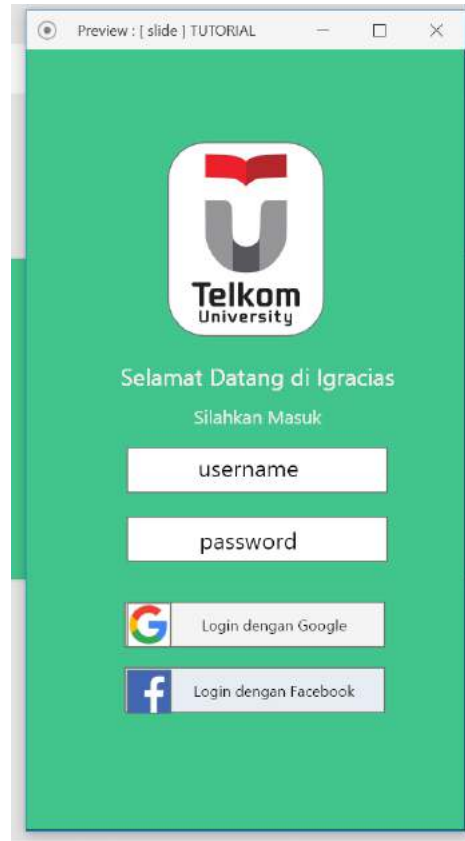 Preview : [ slide ] TUTORIAL
Telkom
University
Selamat Datang di Igracias
Silahkan Masuk
username
password
Login dengan Google
Login dengan Facebook